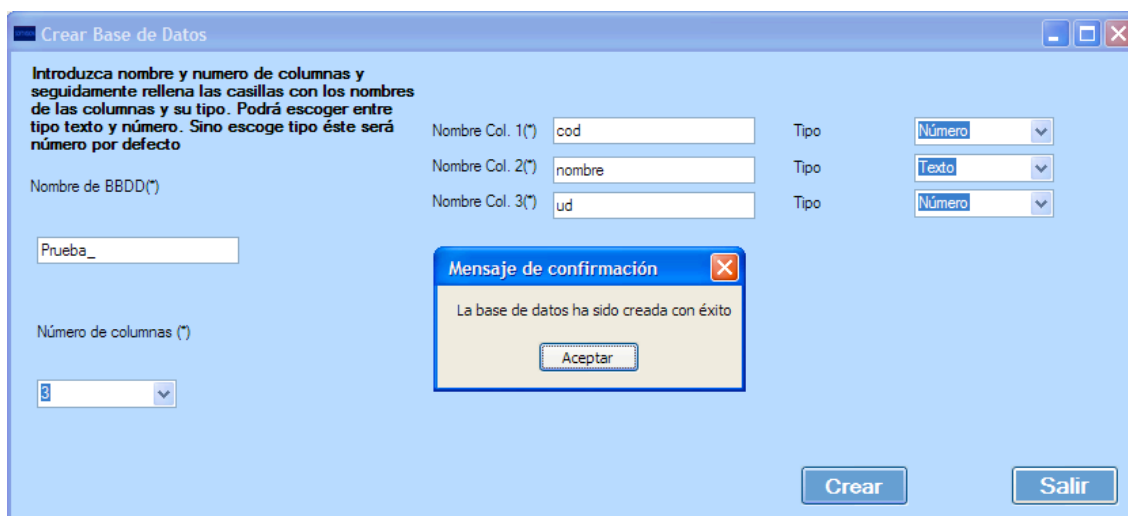 Crear Base de Datos
Introduzca nombre y numero de columnas y
seguidamente rellena las casillas con los nombres
de las columnas y su tipo. Podrá escoger entre
tipo texto y número. Sino escoge tipo éste será
número por defecto
Nombre Col. 1(*) cod Tipo Número
Nombre Col. 2(*) nombre Tipo Texto
Nombre de BBDD(*)
Nombre Col. 3(*) ud Tipo Número
Prueba_
Mensaje de confirmación
La base de datos ha sido creada con éxito
Aceptar
Número de columnas (*)
3
Crear
Salir